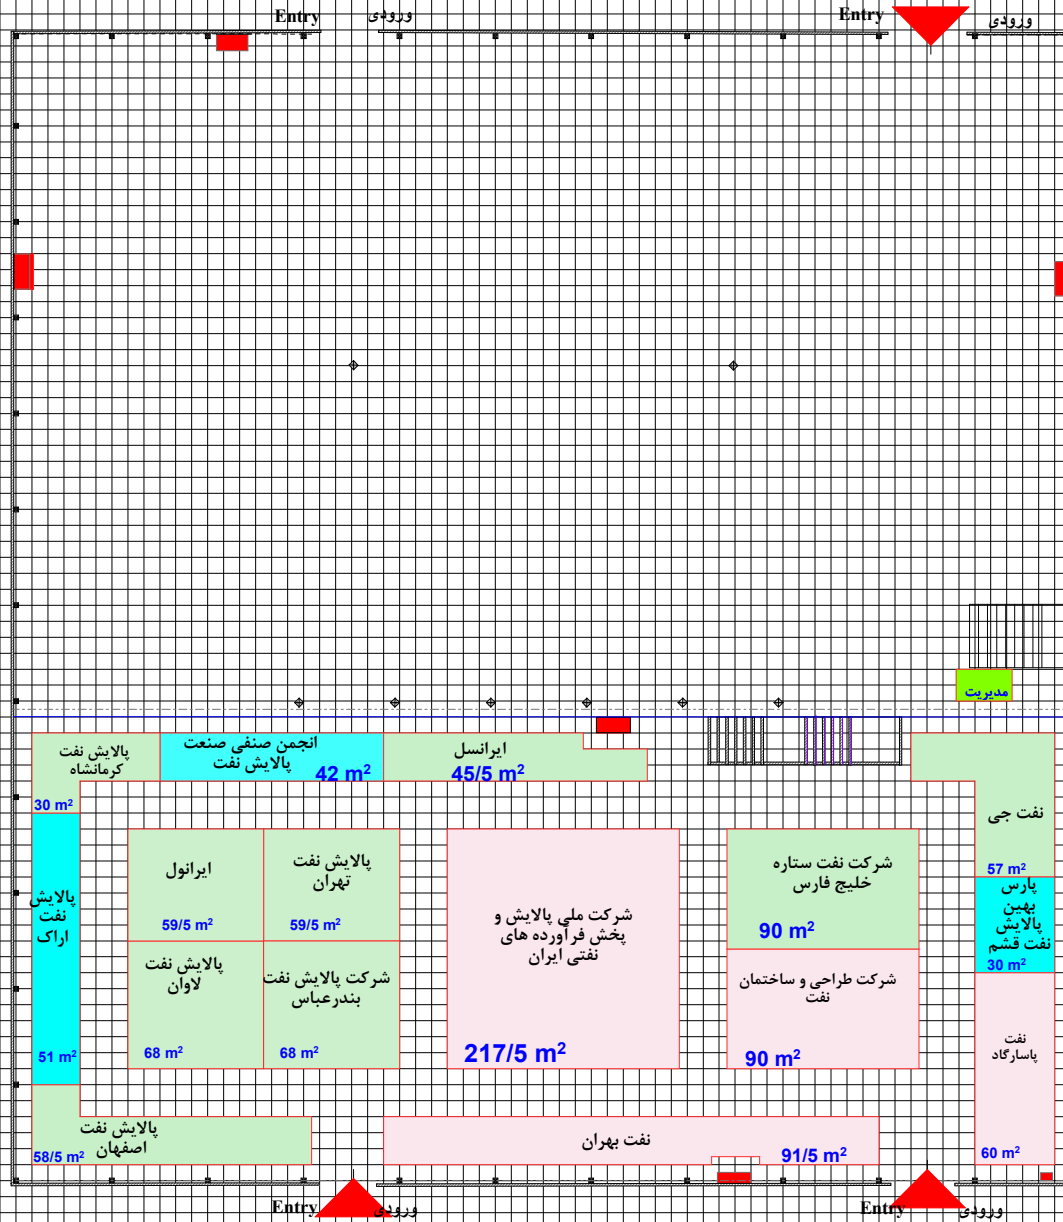 Entry ورودی
Entry ورودی
مدیریت
پالایش نفت
کرمانشاه
30 m²
انجمن صنفی صنعت
پالایش نفت
42 m²
ایرانسل
45/5 m²
نفت جی
57 m²
پالایش
نفت
اراک
51 m²
ایرانول
59/5 m²
پالایش نفت
تهران
59/5 m²
پالایش نفت
لاوان
68 m²
شرکت پالایش نفت
بندرعباس
68 m²
شرکت ملی پالایش و
پخش فرآورده های
نفتی ایران
217/5 m²
شرکت نفت ستاره
خلیج فارس
90 m²
شرکت طراحی و ساختمان
نفت
90 m²
پارس
بهین
پالایش
نفت قشم
30 m²
نفت
پاسارگاد
60 m²
پالایش نفت
اصفهان
58/5 m²
نفت بهران
91/5 m²
Entry ورودی
Entry ورودی